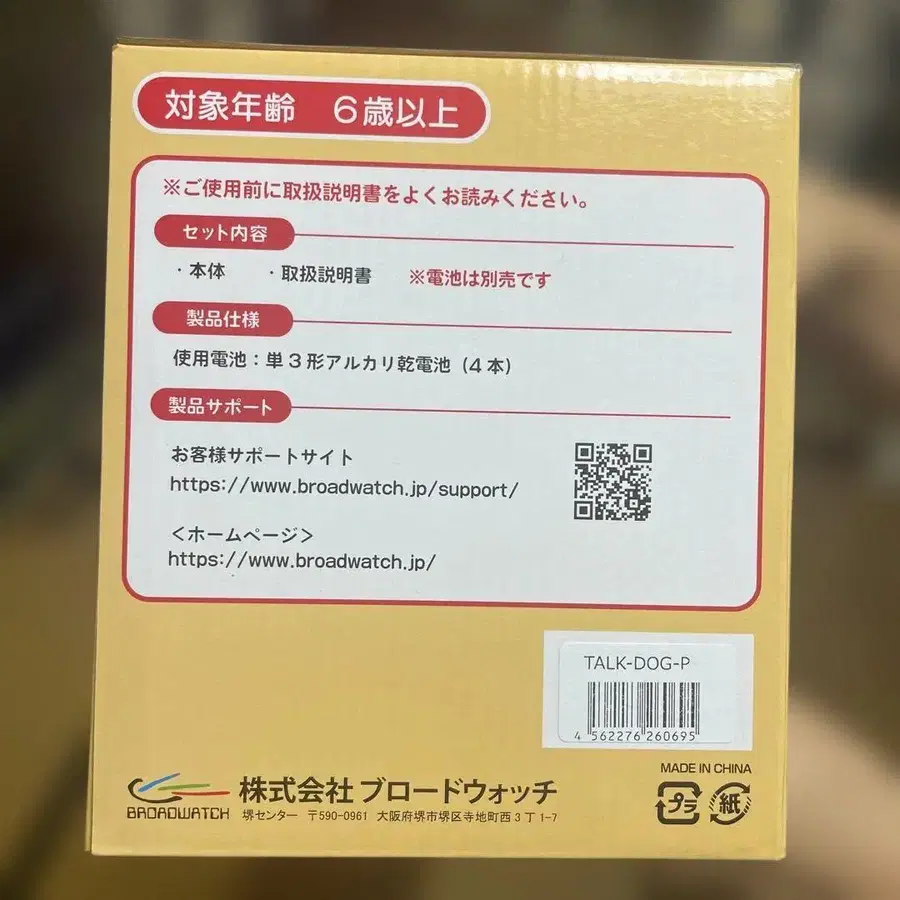 対象年齢　6歳以上
※ご使用前に取扱説明書をよくお読みください。
セット内容
・本体　・取扱説明書　※電池は別売です
製品仕様
使用電池：単3形アルカリ乾電池（4本）
製品サポート
お客様サポートサイト
https://www.broadwatch.jp/support/
＜ホームページ＞
https://www.broadwatch.jp/
TALK-DOG-P
4 562276 260695
MADE IN CHINA
プラ 紙
BROADWATCH 株式会社 ブロードウォッチ
堺センター　〒590-0961　大阪府堺市堺区寺地町西3丁1-7